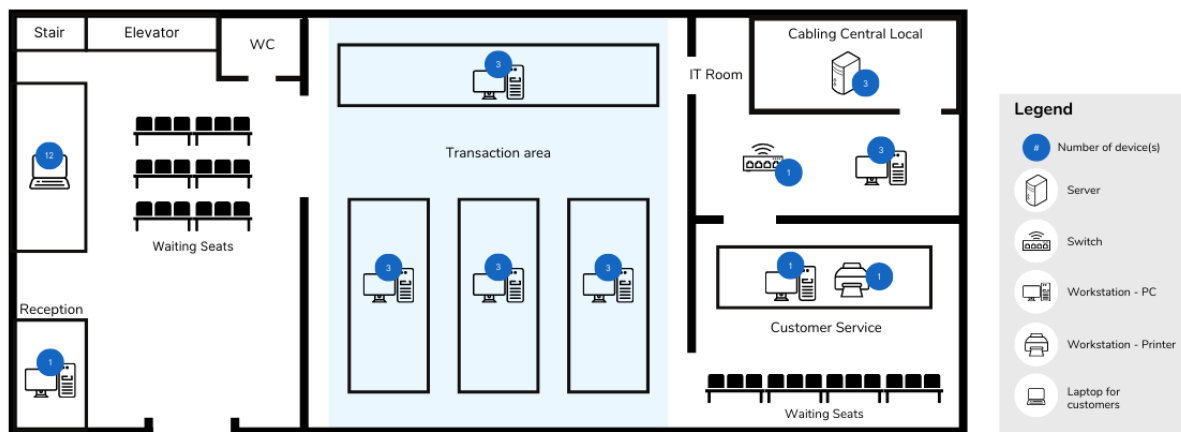 Stair
Elevator
WC
3
Cabling Central Local
IT Room
3
12
Transaction area
1
3
Waiting Seats
3
3
3
1
1
Reception
Customer Service
1
Waiting Seats
Legend
# Number of device(s)
Server
Switch
Workstation - PC
Workstation - Printer
Laptop for
customers